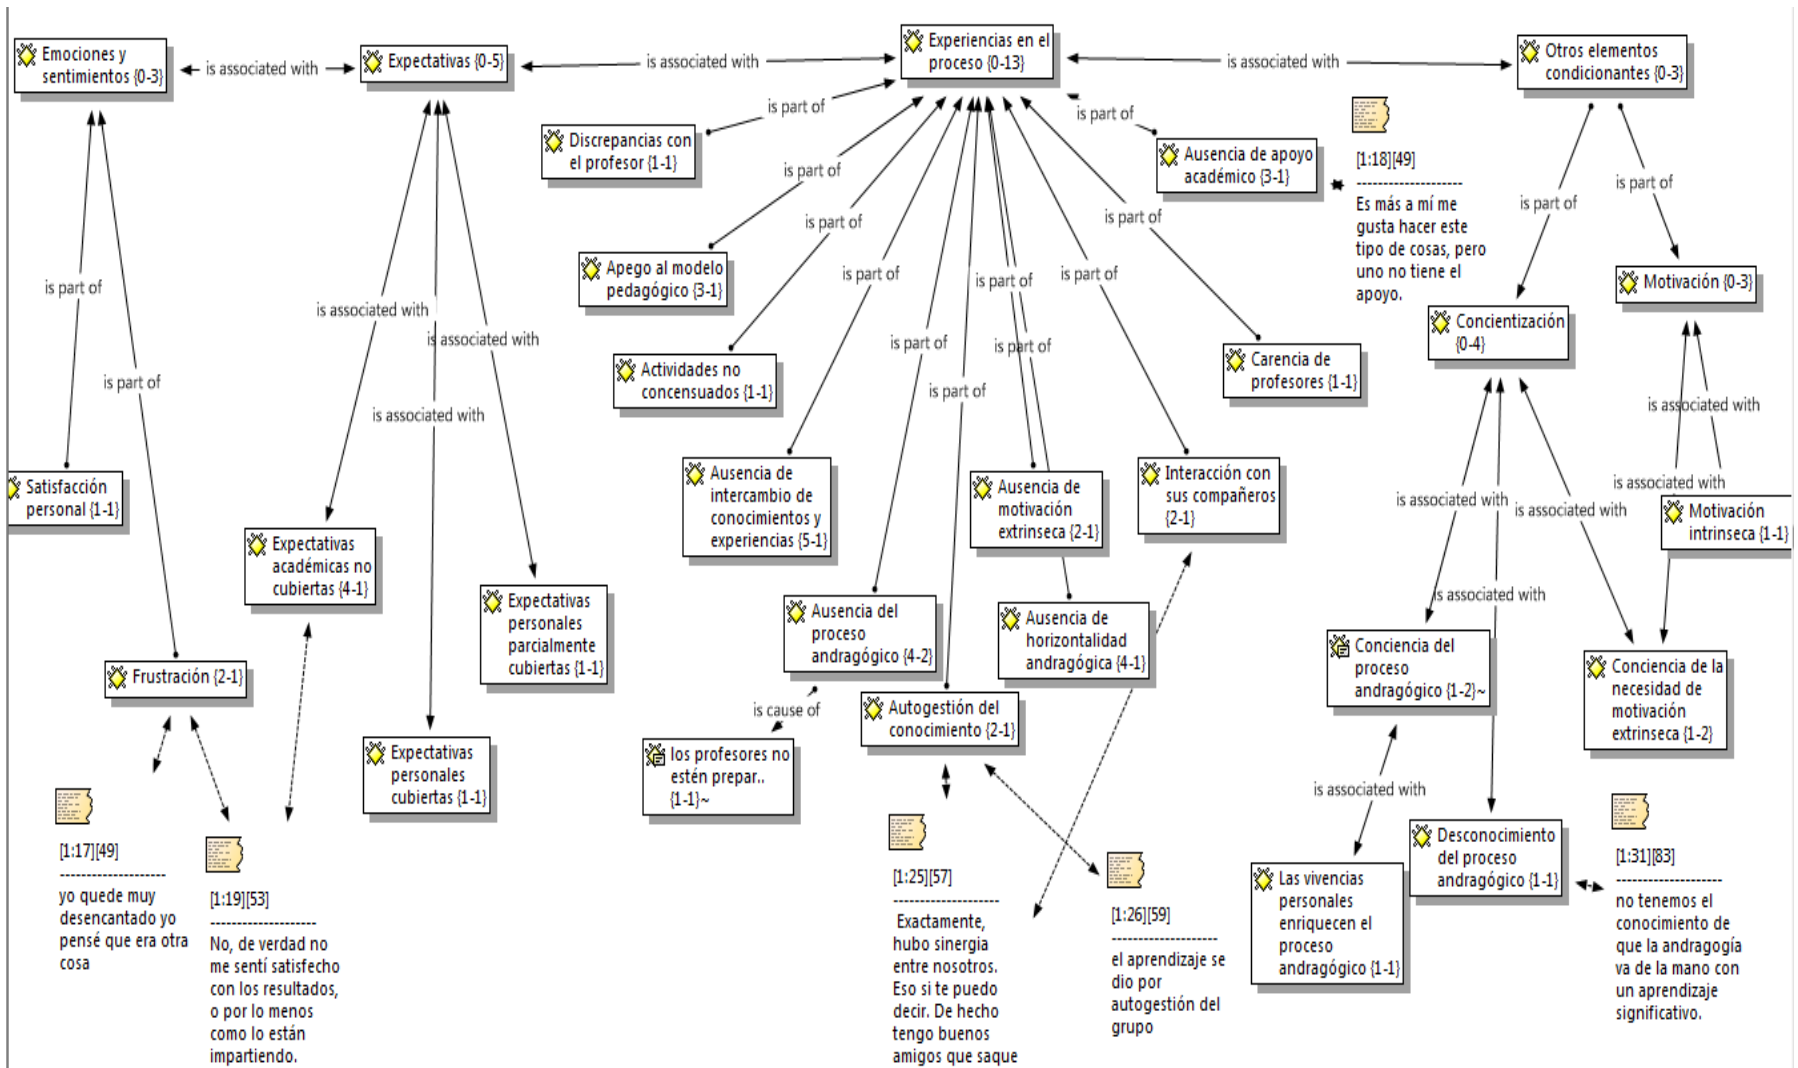 Emociones y
sentimientos {0-3}
is associated with
Expectativas {0-5}
is associated with
Experiencias en el
proceso {0-13}
is associated with
Otros elementos
condicionantes {0-3}
is part of
Discrepancias con
el profesor {1-1}
is part of
Ausencia de apoyo
académico {3-1}
[1:18][49]
---------------------
Es más a mí me
gusta hacer este
tipo de cosas, pero
uno no tiene el
apoyo.
is part of
is part of
is part of
is part of
is part of
Apego al modelo
pedagógico {3-1}
is part of
is part of
is part of
is part of
Motivación {0-3}
is part of
is associated with
is associated with
Concientización
{0-4}
is part of
is part of
Actividades no
concensuados {1-1}
Carencia de
profesores {1-1}
is part of
is part of
is associated with
is associated with
Satisfacción
personal {1-1}
Ausencia de
intercambio de
conocimientos y
experiencias {5-1}
Ausencia de
motivación
extrinseca {2-1}
Interacción con
sus compañeros
{2-1}
is associated with
is associated with
is associated with
Motivación
intrinseca {1-1}
Expectativas
académicas no
cubiertas {4-1}
Expectativas
personales
parcialmente
cubiertas {1-1}
Ausencia del
proceso
andragógico {4-2}
Ausencia de
horizontalidad
andragógica {4-1}
is associated with
Conciencia del
proceso
andragógico {1-2}~
Conciencia de la
necesidad de
motivación
extrinseca {1-2}
Frustración {2-1}
is cause of
Autogestión del
conocimiento {2-1}
Expectativas
personales
cubiertas {1-1}
los profesores no
estén prepar..
{1-1}~
is associated with
Desconocimiento
del proceso
andragógico {1-1}
Las vivencias
personales
enriquecen el
proceso
andragógico {1-1}
[1:17][49]
---------------------
yo quede muy
desencantado yo
pensé que era otra
cosa
[1:19][53]
---------------------
No, de verdad no
me sentí satisfecho
con los resultados,
o por lo menos
como lo están
impartiendo.
[1:25][57]
---------------------
Exactamente,
hubo sinergia
entre nosotros.
Eso si te puedo
decir. De hecho
tengo buenos
amigos que saque
[1:26][59]
---------------------
el aprendizaje se
dio por
autogestión del
grupo
[1:31][83]
---------------------
no tenemos el
conocimiento de
que la andragogía
va de la mano con
un aprendizaje
significativo.